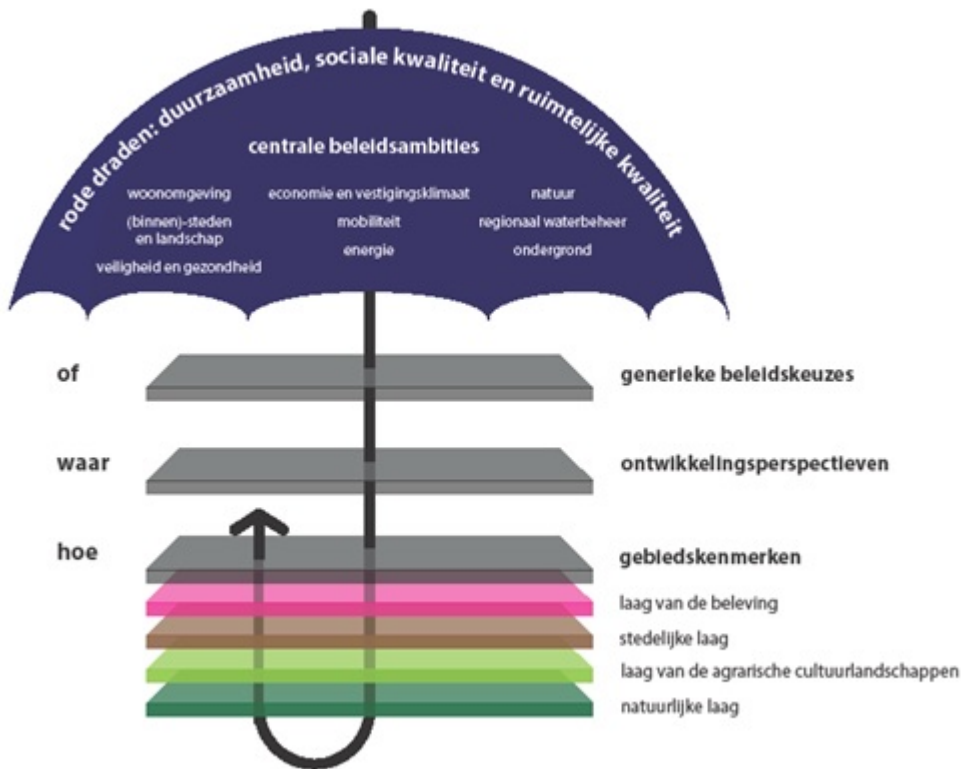 rode draden: duurzaamheid, sociale kwaliteit en ruimtelijke kwaliteit
centrale beleidsambities
woonomgeving
(binnen)-steden
en landschap
veiligheid en gezondheid
economie en vestigingsklimaat
mobiliteit
energie
natuur
regionaal waterbeheer
ondergrond
of
generieke beleidskeuzes
waar
ontwikkelingsperspectieven
hoe
gebiedskenmerken
laag van de beleving
stedelijke laag
laag van de agrarische cultuurlandschappen
natuurlijke laag